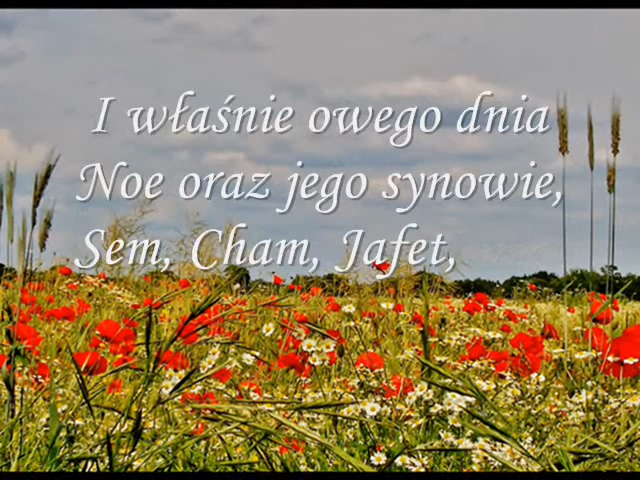 I właśnie owego dnia
Noe oraz jego synowie,
Sem, Cham, Jafet,